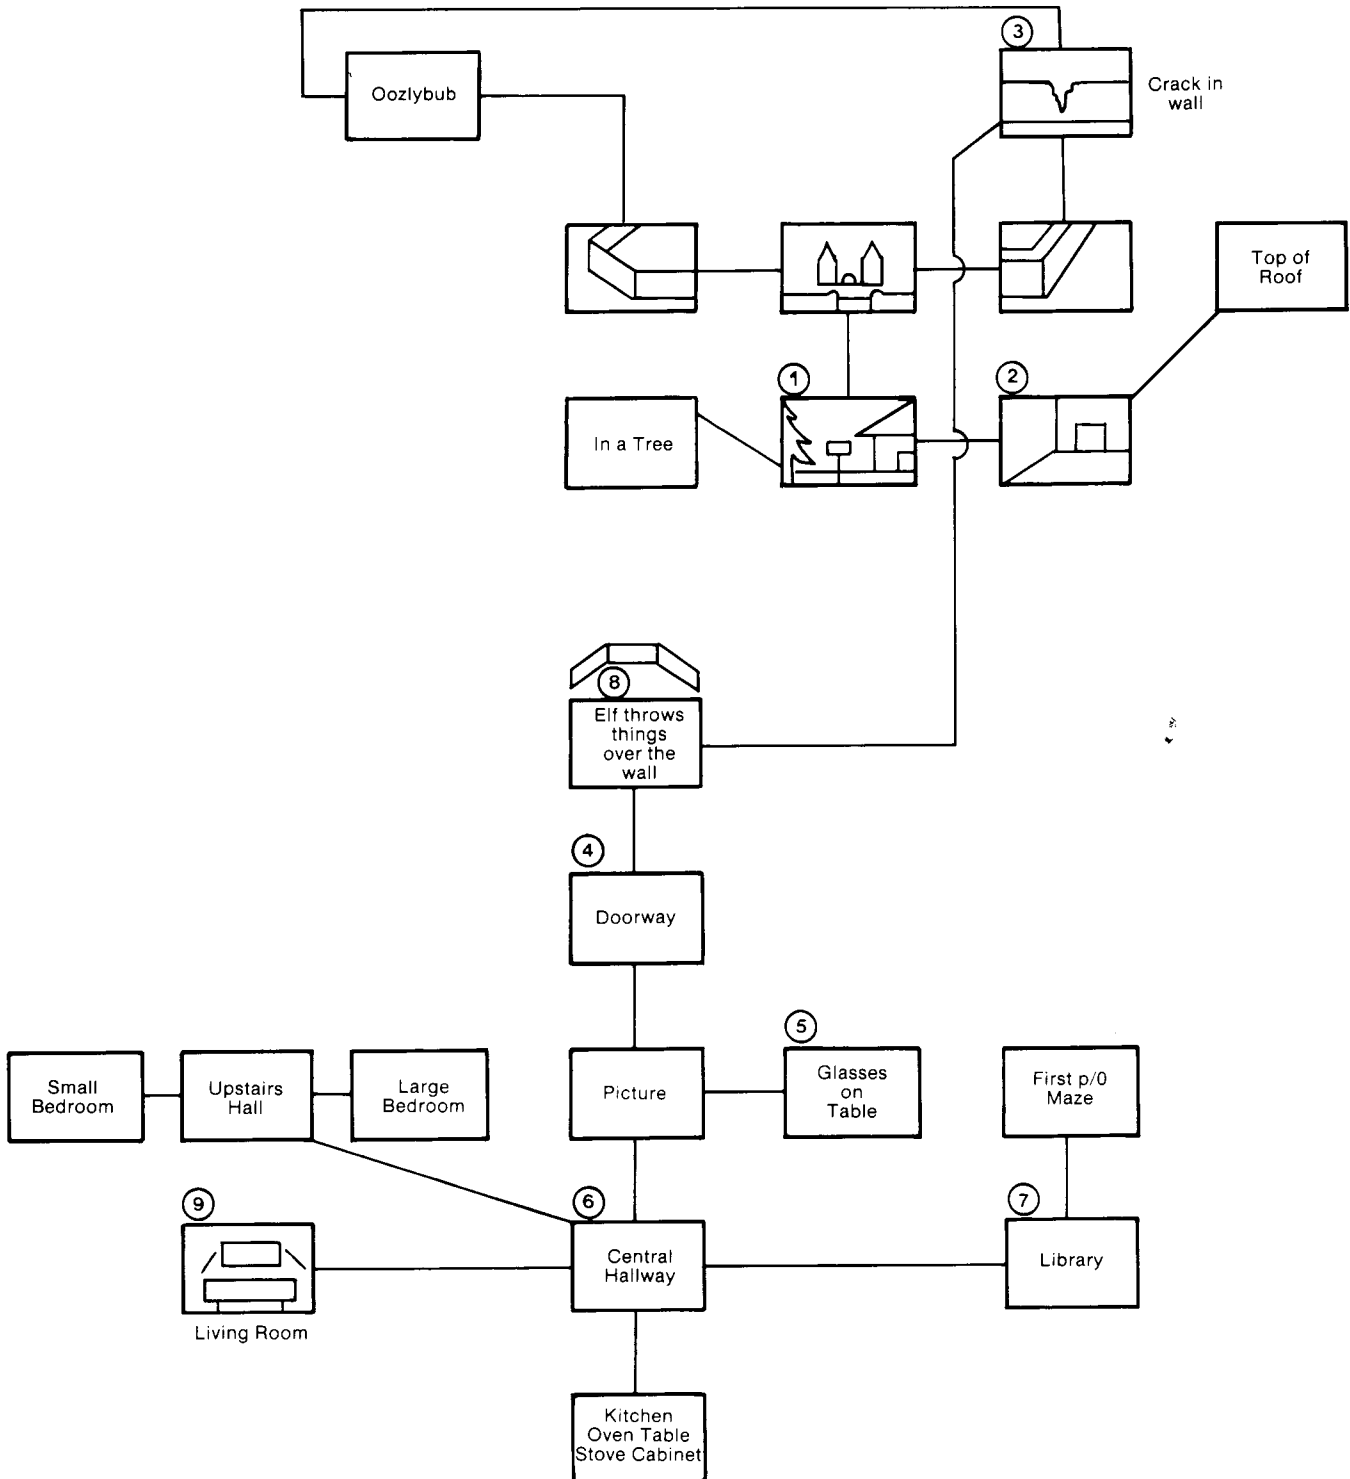 3
Oozlybub
Crack in
wall
Top of
Roof
1
2
In a Tree
8
Elf throws
things
over the
wall
4
Doorway
5
Small
Bedroom
Upstairs
Hall
Large
Bedroom
Picture
Glasses
on
Table
First p/0
Maze
9
6
7
Central
Hallway
Library
Living Room
Kitchen
Oven Table
Stove Cabinet